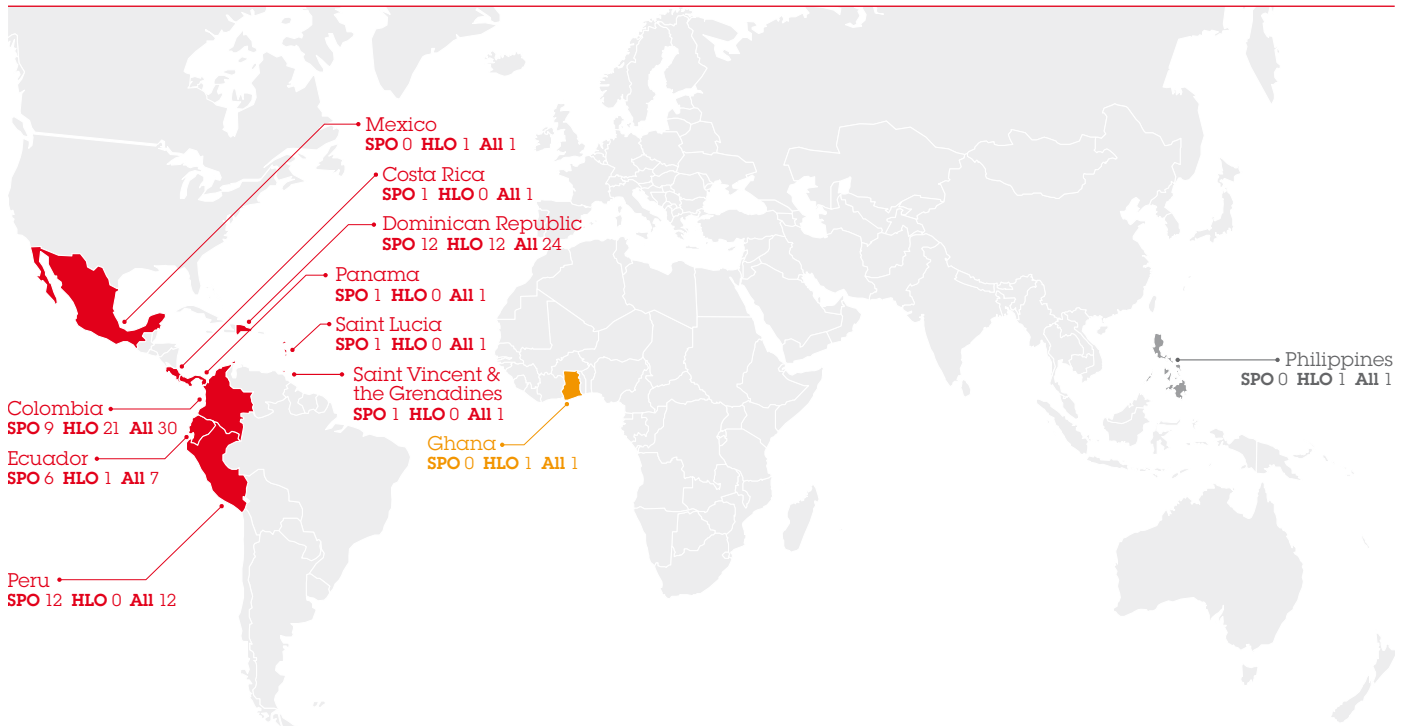 Mexico
SPO 0 HLO 1 All 1
Costa Rica
SPO 1 HLO 0 All 1
Dominican Republic
SPO 12 HLO 12 All 24
Panama
SPO 1 HLO 0 All 1
Saint Lucia
SPO 1 HLO 0 All 1
Saint Vincent &
the Grenadines
SPO 1 HLO 0 All 1
Colombia
SPO 9 HLO 21 All 30
Ecuador
SPO 6 HLO 1 All 7
Peru
SPO 12 HLO 0 All 12
Ghana
SPO 0 HLO 1 All 1
Philippines
SPO 0 HLO 1 All 1